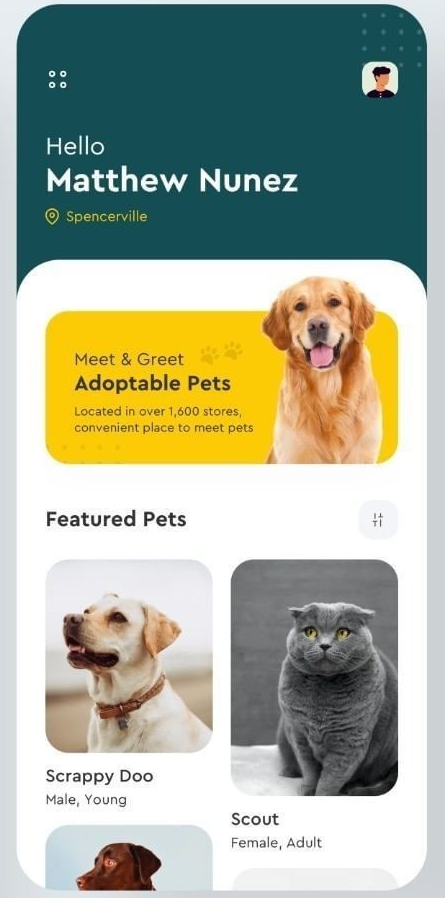 Hello
Matthew Nunez
Spencerville
Meet & Greet
Adoptable Pets
Located in over 1,600 stores,
convenient place to meet pets
Featured Pets
Scrappy Doo
Male, Young
Scout
Female, Adult